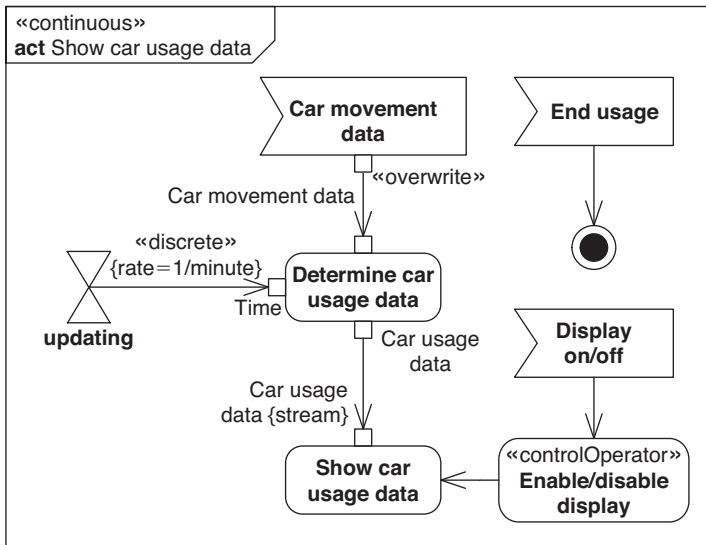 «continuous»
act Show car usage data
Car movement
data
End usage
«overwrite»
Car movement data
«discrete»
{rate=1/minute}
Determine car
usage data
Time
updating
Car usage
data
Display
on/off
Car usage
data {stream}
Show car
usage data
«controlOperator»
Enable/disable
display